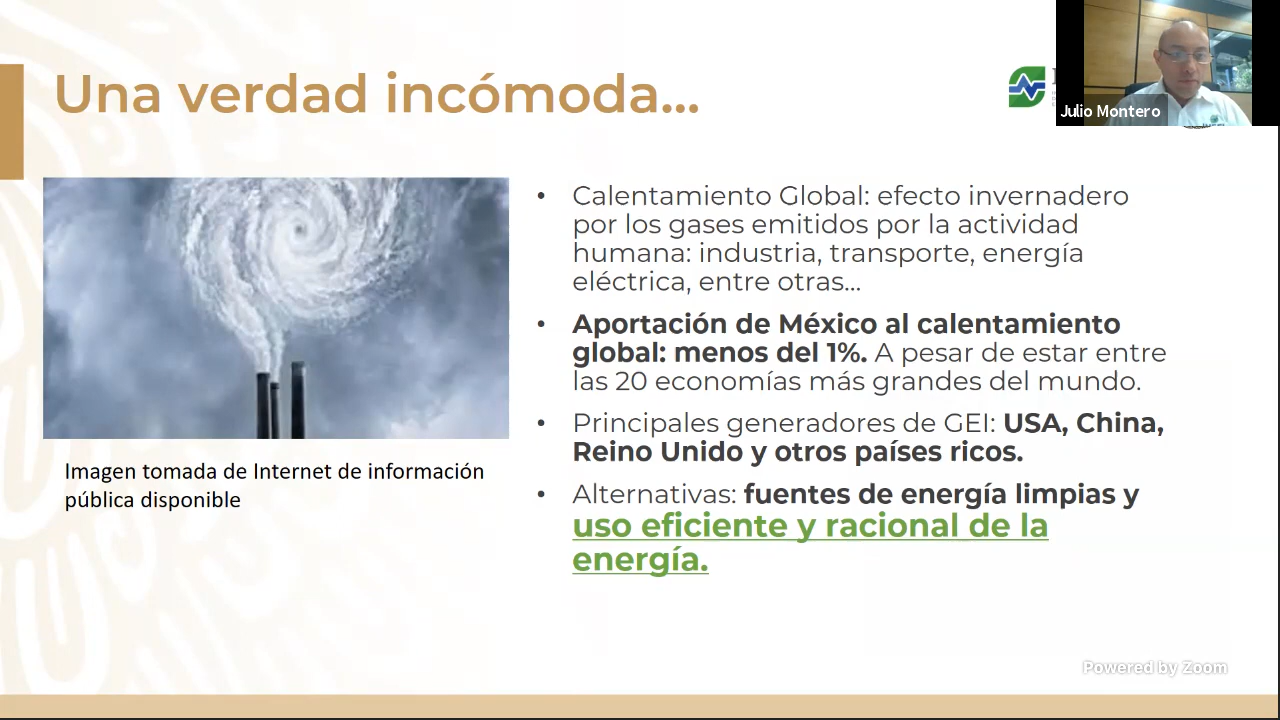 Una verdad incómoda...
Julio Montero
• Calentamiento Global: efecto invernadero
por los gases emitidos por la actividad
humana: industria, transporte, energía
eléctrica, entre otras...
• Aportación de México al calentamiento
global: menos del 1%. A pesar de estar entre
las 20 economías más grandes del mundo.
• Principales generadores de GEI: USA, China,
Reino Unido y otros países ricos.
• Alternativas: fuentes de energía limpias y
uso eficiente y racional de la
energía.
Imagen tomada de Internet de información
pública disponible
Powered by Zoom